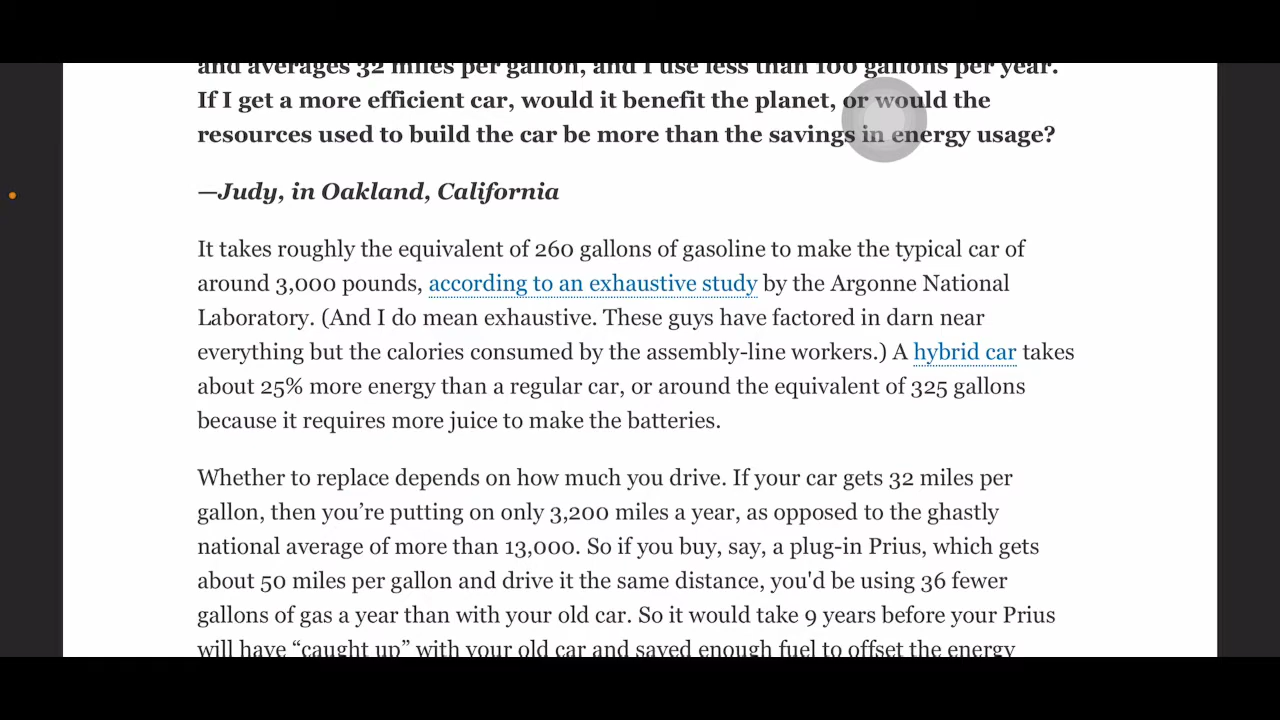 and averages 32 miles per gallon, and I use less than 100 gallons per year.
If I get a more efficient car, would it benefit the planet, or would the
resources used to build the car be more than the savings in energy usage?
—Judy, in Oakland, California
It takes roughly the equivalent of 260 gallons of gasoline to make the typical car of
around 3,000 pounds, according to an exhaustive study by the Argonne National
Laboratory. (And I do mean exhaustive. These guys have factored in darn near
everything but the calories consumed by the assembly-line workers.) A hybrid car takes
about 25% more energy than a regular car, or around the equivalent of 325 gallons
because it requires more juice to make the batteries.
Whether to replace depends on how much you drive. If your car gets 32 miles per
gallon, then you’re putting on only 3,200 miles a year, as opposed to the ghastly
national average of more than 13,000. So if you buy, say, a plug-in Prius, which gets
about 50 miles per gallon and drive it the same distance, you'd be using 36 fewer
gallons of gas a year than with your old car. So it would take 9 years before your Prius
will have “caught up” with your old car and saved enough fuel to offset the energy